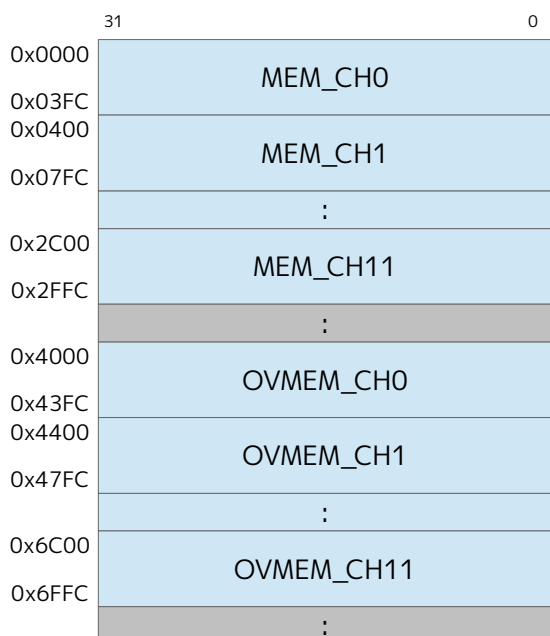 31 0
0x0000
MEM_CH0
0x03FC
0x0400
MEM_CH1
0x07FC
:
0x2C00
MEM_CH11
0x2FFC
:
0x4000
OVMEM_CH0
0x43FC
0x4400
OVMEM_CH1
0x47FC
:
0x6C00
OVMEM_CH11
0x6FFC
: